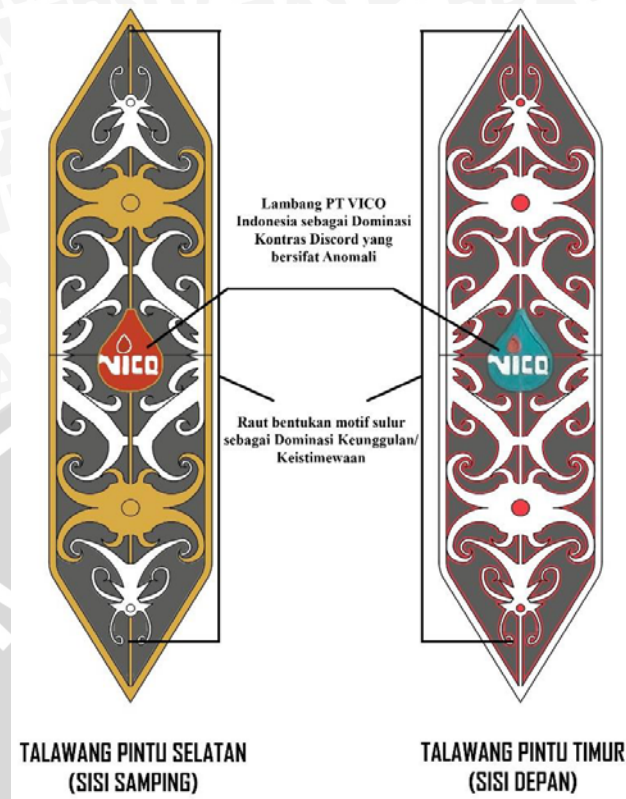 Lambang PT VICO
Indonesia sebagai Dominasi
Kontras Discord yang
bersifat Anomali
VICO
VICO
Raut bentukan motif sulur
sebagai Dominasi Keunggulan/
Keistimewaan
TALAWANG PINTU SELATAN
(SISI SAMPING)
TALAWANG PINTU TIMUR
(SISI DEPAN)